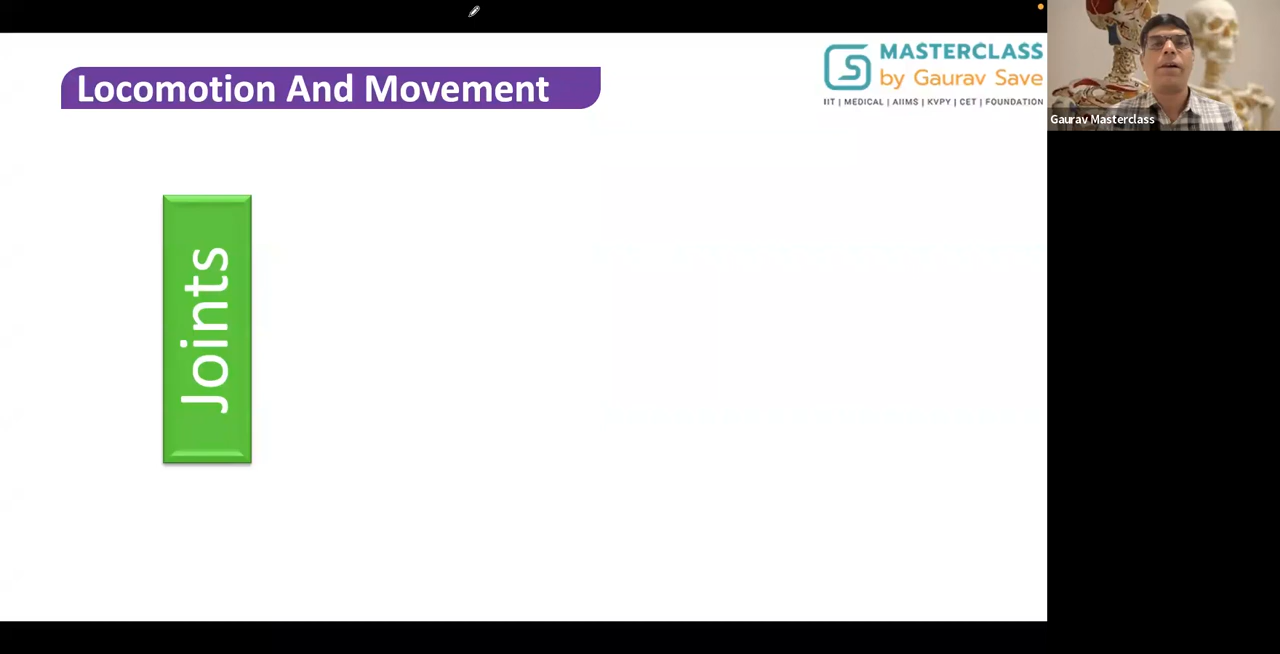 Locomotion And Movement
MASTERCLASS
by Gaurav Save
IIT | MEDICAL | AIIMS | KVPY | CET | FOUNDATION
Gaurav Masterclass
Joints